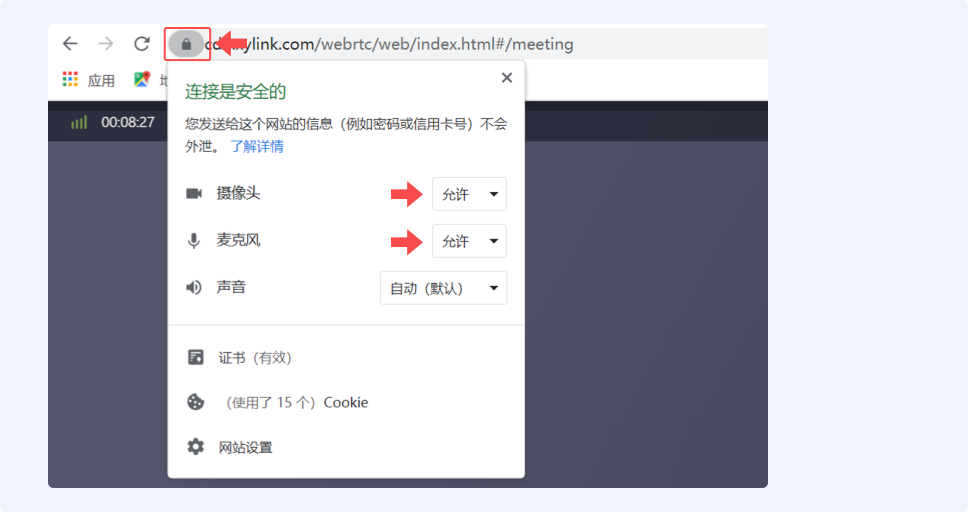 ylink.com/webrtc/web/index.html#/meeting
应用
00:08:27
连接是安全的
您发送给这个网站的信息（例如密码或信用卡号）不会
外泄。 了解详情
摄像头 允许
麦克风 允许
声音 自动（默认）
证书（有效）
（使用了 15 个）Cookie
网站设置